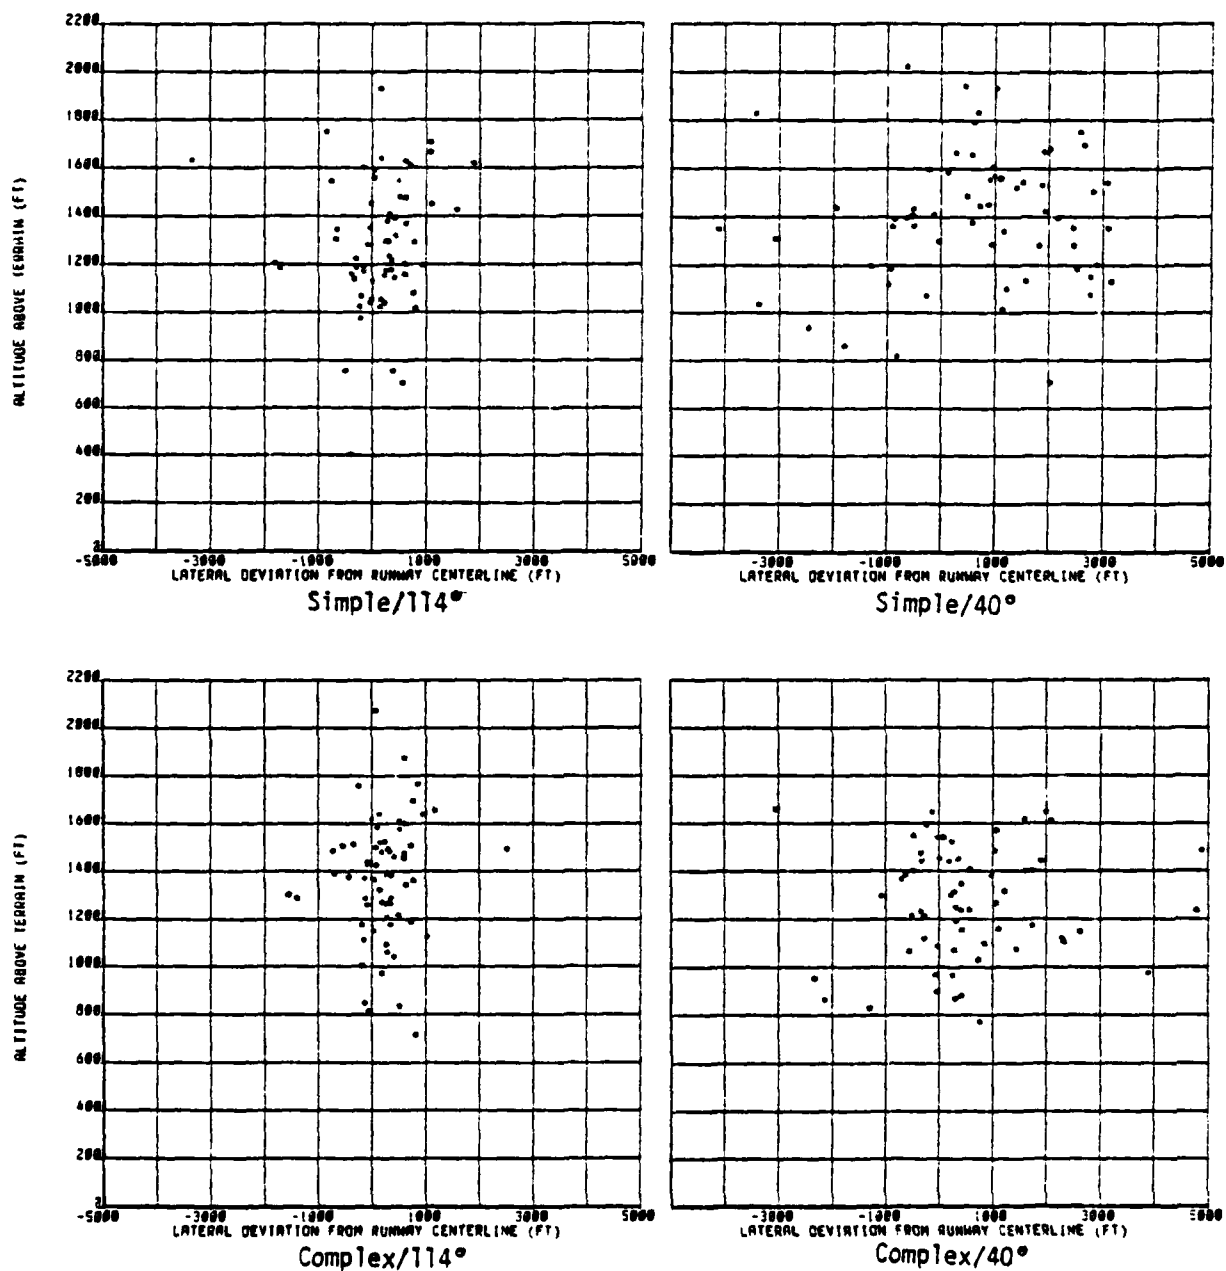 2200
2000
1800
1600
1400
1200
1000
800
600
400
200
ALTITUDE ABOVE TERRAIN (FT)
-5000 -3000 -1000 1000 3000 5000
LATERAL DEVIATION FROM RUNWAY CENTERLINE (FT)
Simple/114°
-3000 -1000 1000 3000 5000
LATERAL DEVIATION FROM RUNWAY CENTERLINE (FT)
Simple/40°
2200
2000
1800
1600
1400
1200
1000
800
600
400
200
ALTITUDE ABOVE TERRAIN (FT)
-5000 -3000 -1000 1000 3000 5000
LATERAL DEVIATION FROM RUNWAY CENTERLINE (FT)
Complex/114°
-3000 -1000 1000 3000 5000
LATERAL DEVIATION FROM RUNWAY CENTERLINE (FT)
Complex/40°